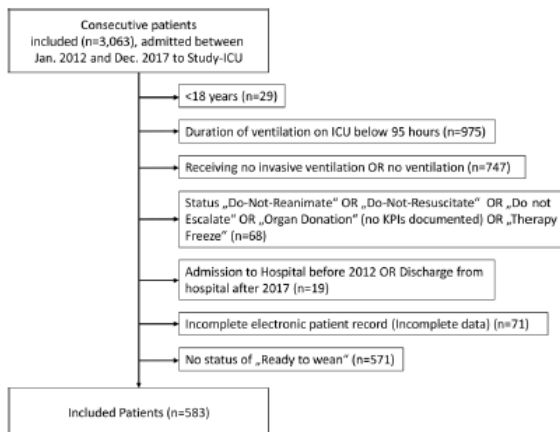 Consecutive patients
included (n=3,063), admitted between
Jan. 2012 and Dec. 2017 to Study-ICU
<18 years (n=29)
Duration of ventilation on ICU below 95 hours (n=975)
Receiving no invasive ventilation OR no ventilation (n=747)
Status „Do-Not-Reanimate“ OR „Do-Not-Resuscitate“ OR „Do not
Escalate“ OR „Organ Donation“ (no KPIs documented) OR „Therapy
Freeze“ (n=68)
Admission to Hospital before 2012 OR Discharge from
hospital after 2017 (n=19)
Incomplete electronic patient record (Incomplete data) (n=71)
No status of „Ready to wean“ (n=571)
Included Patients (n=583)